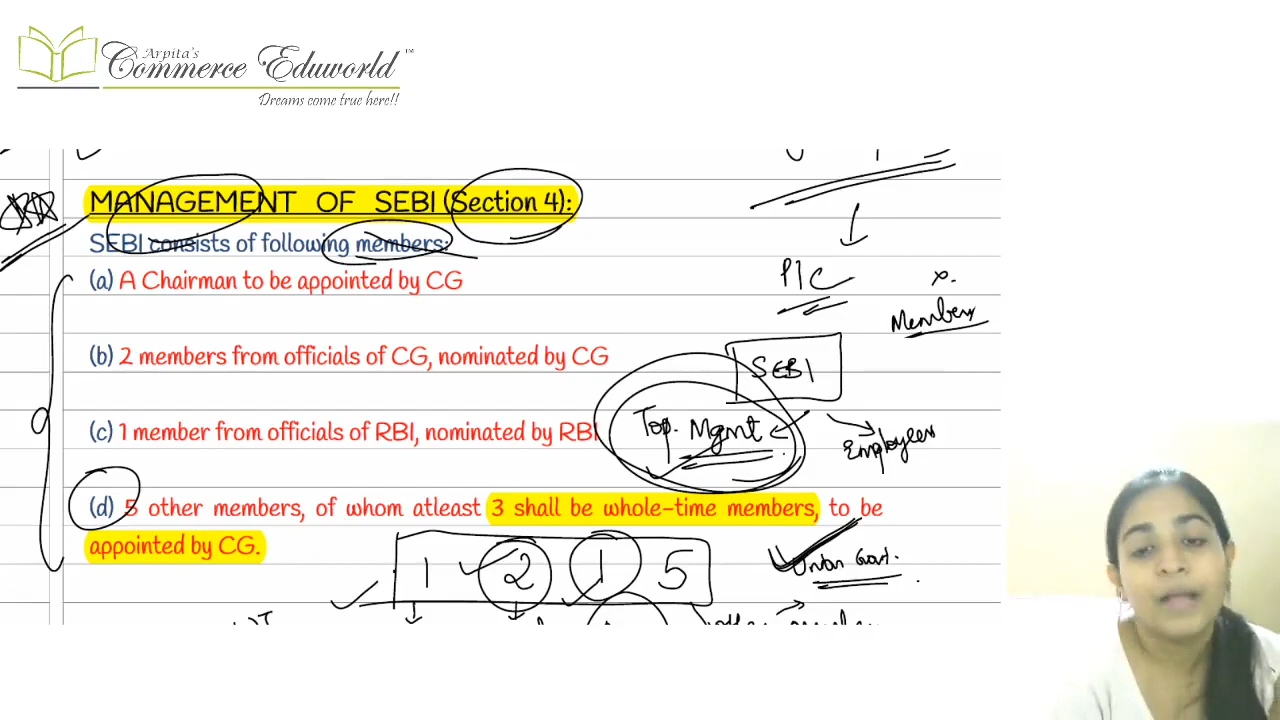 Arpita's
Commerce Eduworld™
Dreams come true here!!
MANAGEMENT OF SEBI (Section 4):
SEBI consists of following members:
(a) A Chairman to be appointed by CG
P/C
Members
(b) 2 members from officials of CG, nominated by CG
SEBI
(c) 1 member from officials of RBI, nominated by RBI
Top. Mgmt
Employees
(d) 5 other members, of whom atleast 3 shall be whole-time members, to be
appointed by CG.
1 2 1 5
Union Govt.